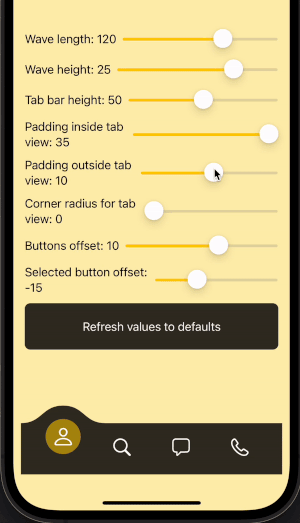 Wave length: 120
Wave height: 25
Tab bar height: 50
Padding inside tab
view: 35
Padding outside tab
view: 10
Corner radius for tab
view: 0
Buttons offset: 10
Selected button offset:
-15
Refresh values to defaults